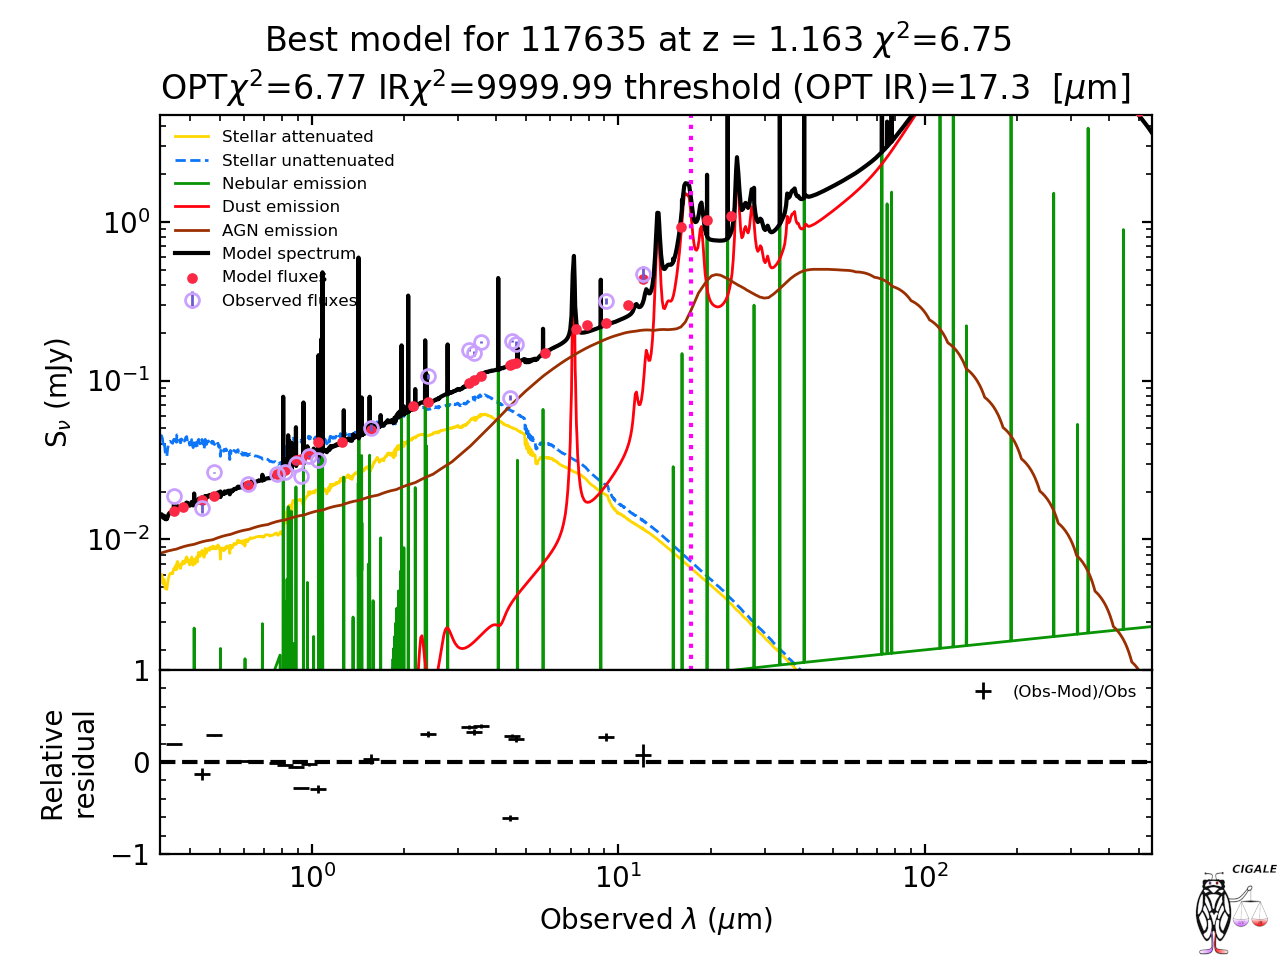 Best model for 117635 at z = 1.163 χ²=6.75
OPTχ²=6.77 IRχ²=9999.99 threshold (OPT IR)=17.3 [μm]
Stellar attenuated
Stellar unattenuated
Nebular emission
Dust emission
AGN emission
Model spectrum
Model fluxes
Observed fluxes
10⁰
10⁻¹
10⁻²
S_ν (mJy)
1
0
−1
Relative
residual
(Obs-Mod)/Obs
10⁰ 10¹ 10²
Observed λ (μm)
CIGALE